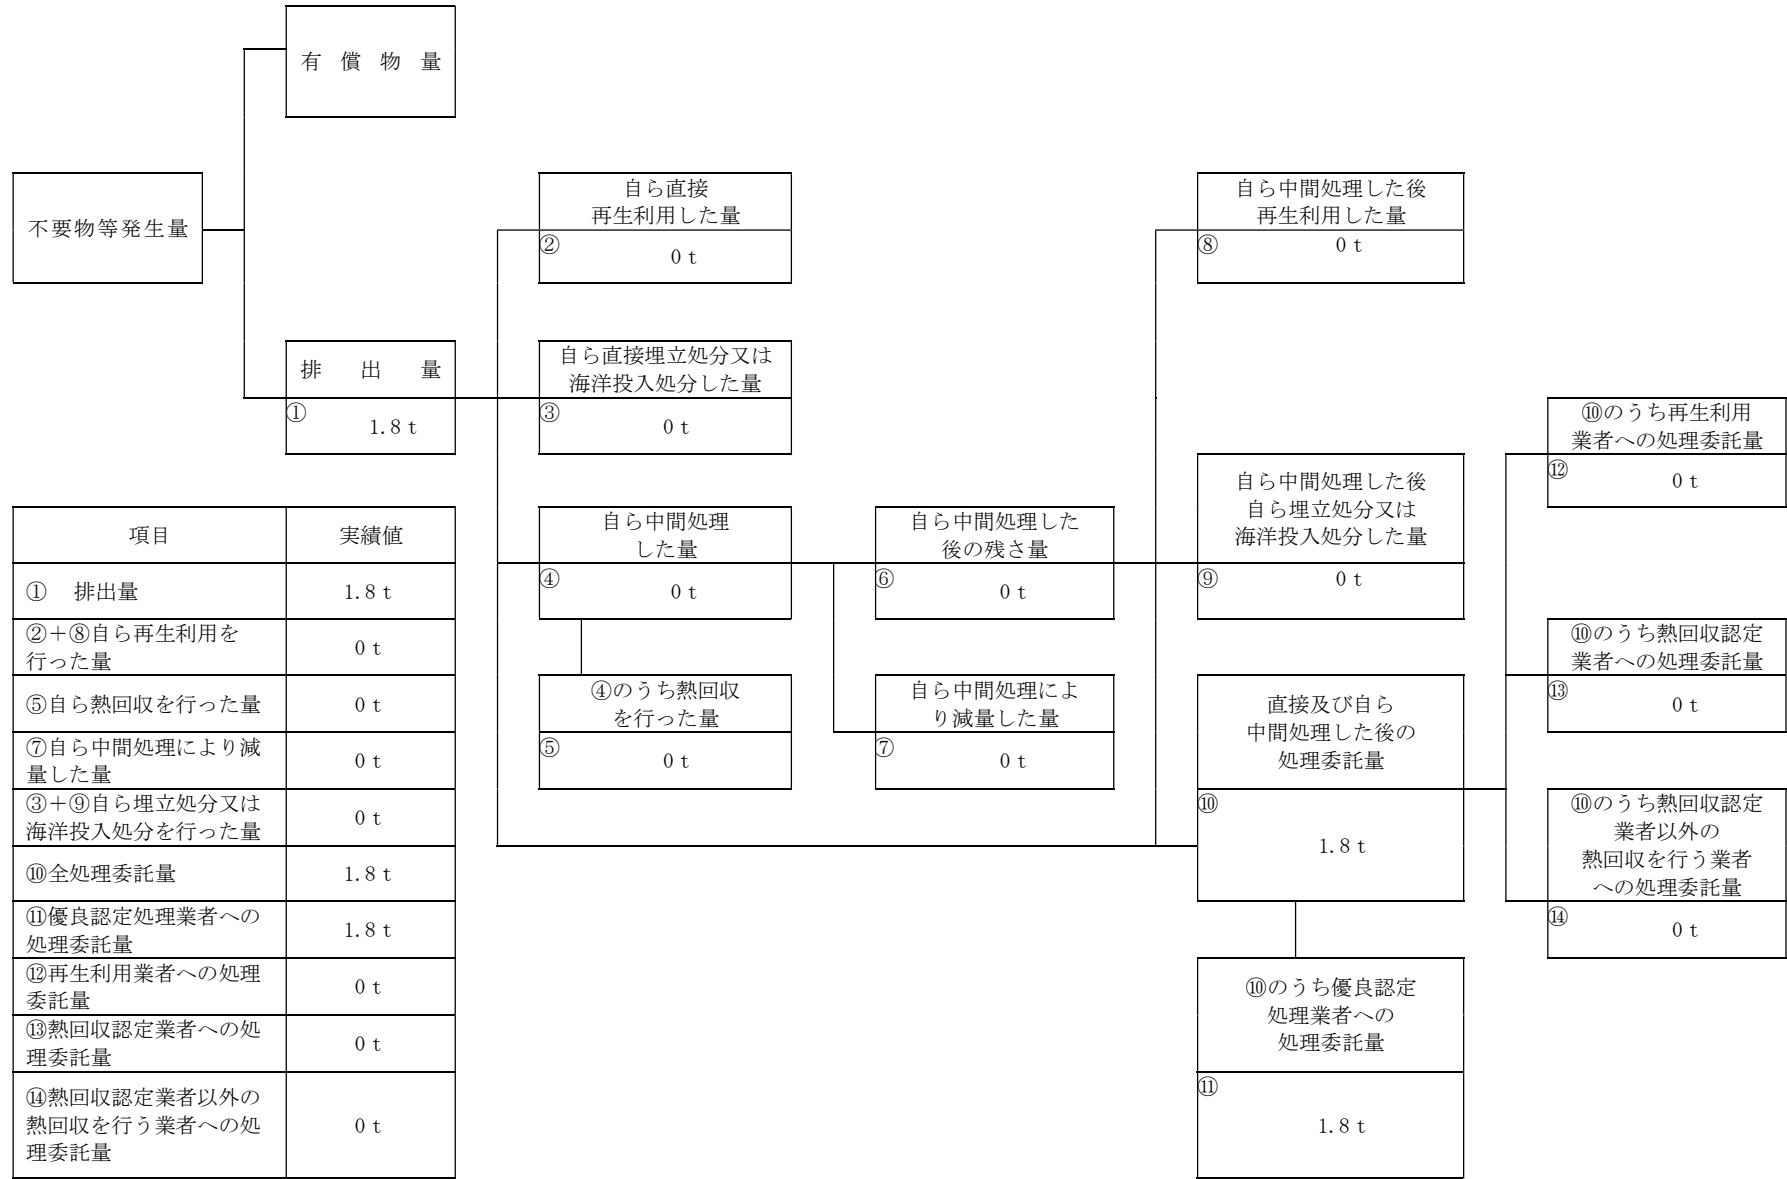 有償物量
不要物等発生量
自ら直接
再生利用した量
②
0 t
自ら中間処理した後
再生利用した量
⑧
0 t
排出量
①
1.8 t
自ら直接埋立処分又は
海洋投入処分した量
③
0 t
⑩のうち再生利用
業者への処理委託量
⑫
0 t
自ら中間処理した後
自ら埋立処分又は
海洋投入処分した量
⑨
0 t
自ら中間処理
した量
④
0 t
自ら中間処理した
後の残さ量
⑥
0 t
④のうち熱回収
を行った量
⑤
0 t
自ら中間処理によ
り減量した量
⑦
0 t
直接及び自ら
中間処理した後の
処理委託量
⑩
1.8 t
⑩のうち熱回収認定
業者への処理委託量
⑬
0 t
⑩のうち熱回収認定
業者以外の
熱回収を行う業者
への処理委託量
⑭
0 t
⑩のうち優良認定
処理業者への
処理委託量
⑪
1.8 t
項目 実績値
① 排出量 1.8 t
②＋⑧自ら再生利用を
行った量
0 t
⑤自ら熱回収を行った量 0 t
⑦自ら中間処理により減
量した量
0 t
③＋⑨自ら埋立処分又は
海洋投入処分を行った量
0 t
⑩全処理委託量 1.8 t
⑪優良認定処理業者への
処理委託量
1.8 t
⑫再生利用業者への処理
委託量
0 t
⑬熱回収認定業者への処
理委託量
0 t
⑭熱回収認定業者以外の
熱回収を行う業者への処
理委託量
0 t